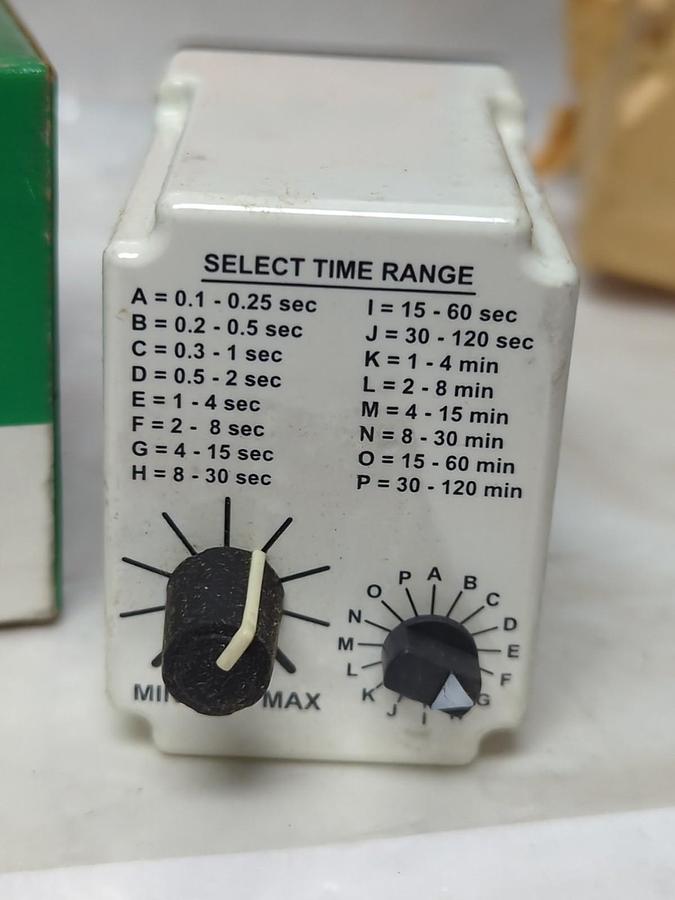 SELECT TIME RANGE
A = 0.1 - 0.25 sec
B = 0.2 - 0.5 sec
C = 0.3 - 1 sec
D = 0.5 - 2 sec
E = 1 - 4 sec
F = 2 - 8 sec
G = 4 - 15 sec
H = 8 - 30 sec
I = 15 - 60 sec
J = 30 - 120 sec
K = 1 - 4 min
L = 2 - 8 min
M = 4 - 15 min
N = 8 - 30 min
O = 15 - 60 min
P = 30 - 120 min
MAX
A
B
C
D
E
F
G
I
J
K
L
M
N
O
P